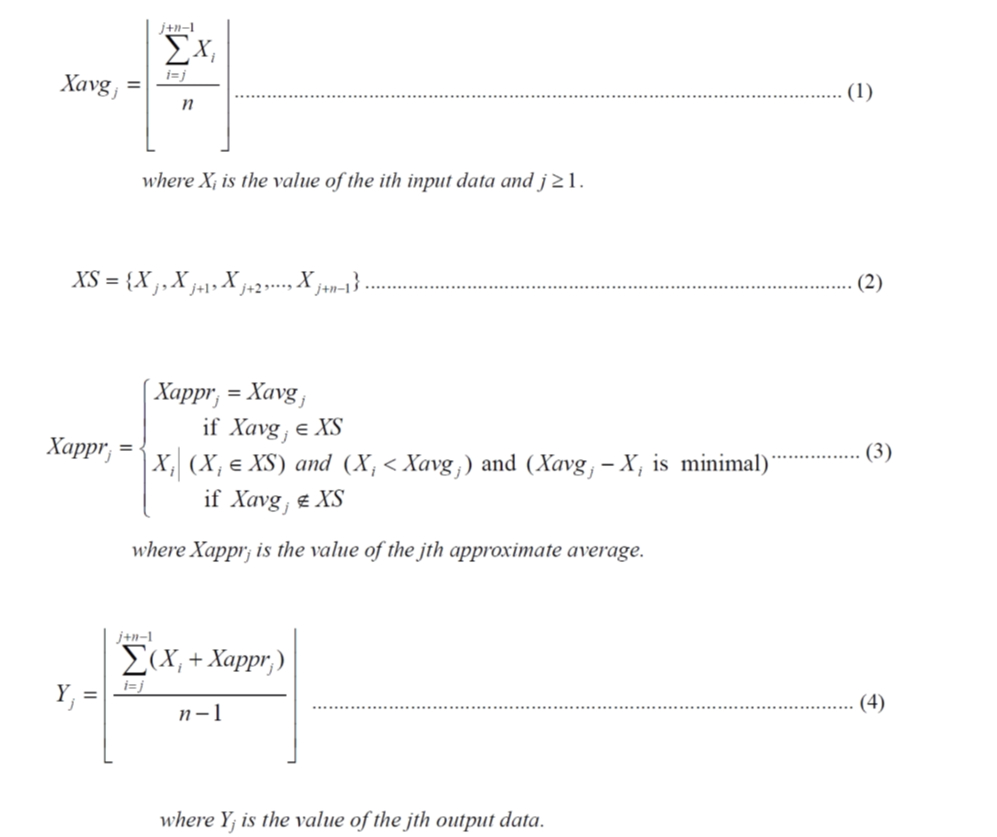 Xavg_j = ⌊ (\sum_{i=j}^{j+n-1} X_i) / n ⌋ .......... (1)
where X_i is the value of the ith input data and j ≥ 1.
XS = {X_j, X_{j+1}, X_{j+2}, ..., X_{j+n-1}} .......... (2)
Xappr_j = { Xappr_j = Xavg_j
if Xavg_j ∈ XS
X_i | (X_i ∈ XS) and (X_i < Xavg_j) and (Xavg_j − X_i is minimal) .......... (3)
if Xavg_j ∉ XS
where Xappr_j is the value of the jth approximate average.
Y_j = ⌊ (\sum_{i=j}^{j+n-1} (X_i + Xappr_j)) / (n−1) ⌋ .......... (4)
where Y_j is the value of the jth output data.